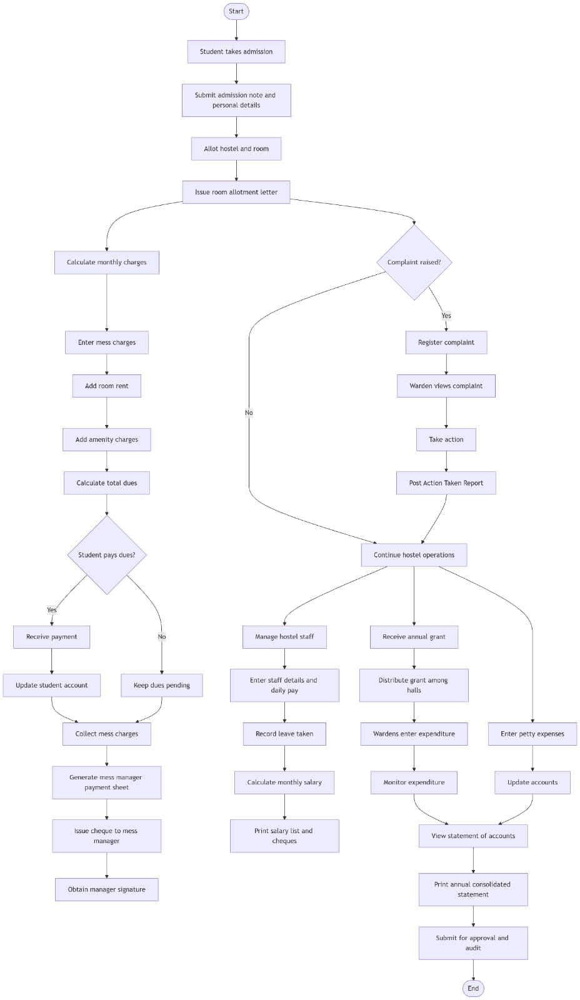 Start
Student takes admission
Submit admission note and
personal details
Allot hostel and room
Issue room allotment letter
Calculate monthly charges
Enter mess charges
Add room rent
Add amenity charges
Calculate total dues
Student pays dues?
Yes
No
Receive payment
Update student account
Keep dues pending
Collect mess charges
Generate mess manager
payment sheet
Issue cheque to mess
manager
Obtain manager signature
Complaint raised?
Yes
No
Register complaint
Warden views complaint
Take action
Post Action Taken Report
Continue hostel operations
Manage hostel staff
Enter staff details and
daily pay
Record leave taken
Calculate monthly salary
Print salary list and
cheques
Receive annual grant
Distribute grant among
halls
Wardens enter expenditure
Monitor expenditure
Enter petty expenses
Update accounts
View statement of accounts
Print annual consolidated
statement
Submit for approval and
audit
End